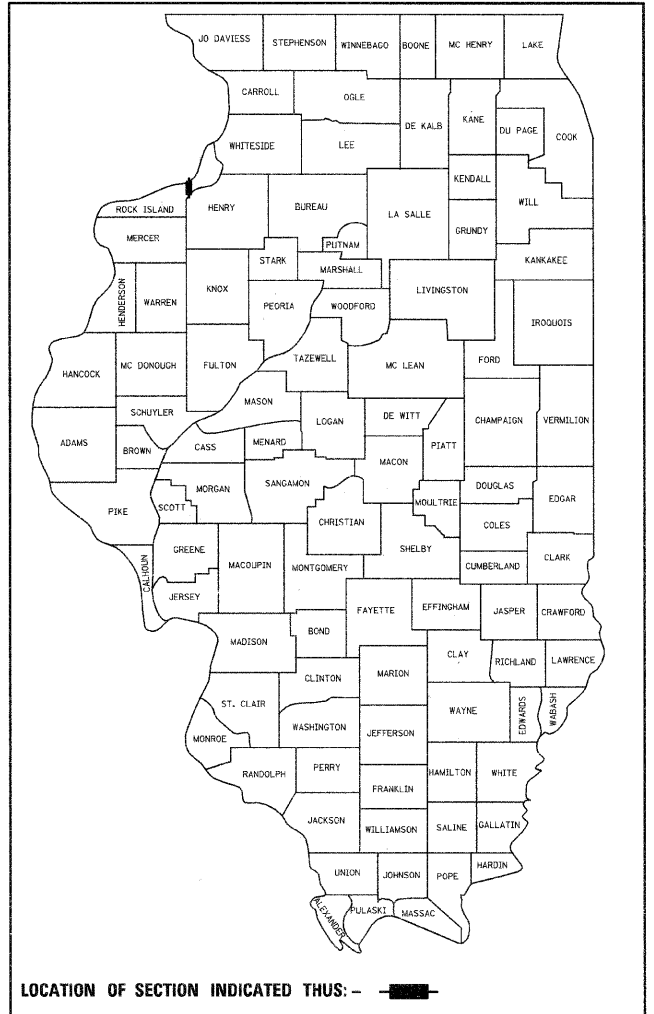 JO DAVIESS
STEPHENSON
WINNEBAGO
BOONE
MC HENRY
LAKE
CARROLL
OGLE
DE KALB
KANE
DU PAGE
COOK
WHITESIDE
LEE
KENDALL
WILL
ROCK ISLAND
HENRY
BUREAU
LA SALLE
GRUNDY
MERCER
PUTNAM
STARK
MARSHALL
KANKAKEE
HENDERSON
WARREN
KNOX
PEORIA
WOODFORD
LIVINGSTON
IROQUOIS
HANCOCK
MC DONOUGH
FULTON
TAZEWELL
MC LEAN
FORD
MASON
SCHUYLER
LOGAN
DE WITT
CHAMPAIGN
VERMILION
ADAMS
BROWN
CASS
MENARD
PIATT
MACON
MORGAN
SANGAMON
DOUGLAS
EDGAR
PIKE
SCOTT
CHRISTIAN
MOULTRIE
COLES
CALHOUN
GREENE
MACOUPIN
MONTGOMERY
SHELBY
CUMBERLAND
CLARK
JERSEY
FAYETTE
EFFINGHAM
JASPER
CRAWFORD
MADISON
BOND
CLAY
RICHLAND
LAWRENCE
CLINTON
MARION
ST. CLAIR
WAYNE
EDWARDS
WABASH
WASHINGTON
JEFFERSON
MONROE
RANDOLPH
PERRY
HAMILTON
WHITE
FRANKLIN
JACKSON
WILLIAMSON
SALINE
GALLATIN
UNION
JOHNSON
POPE
HARDIN
ALEXANDER
PULASKI
MASSAC
LOCATION OF SECTION INDICATED THUS: -